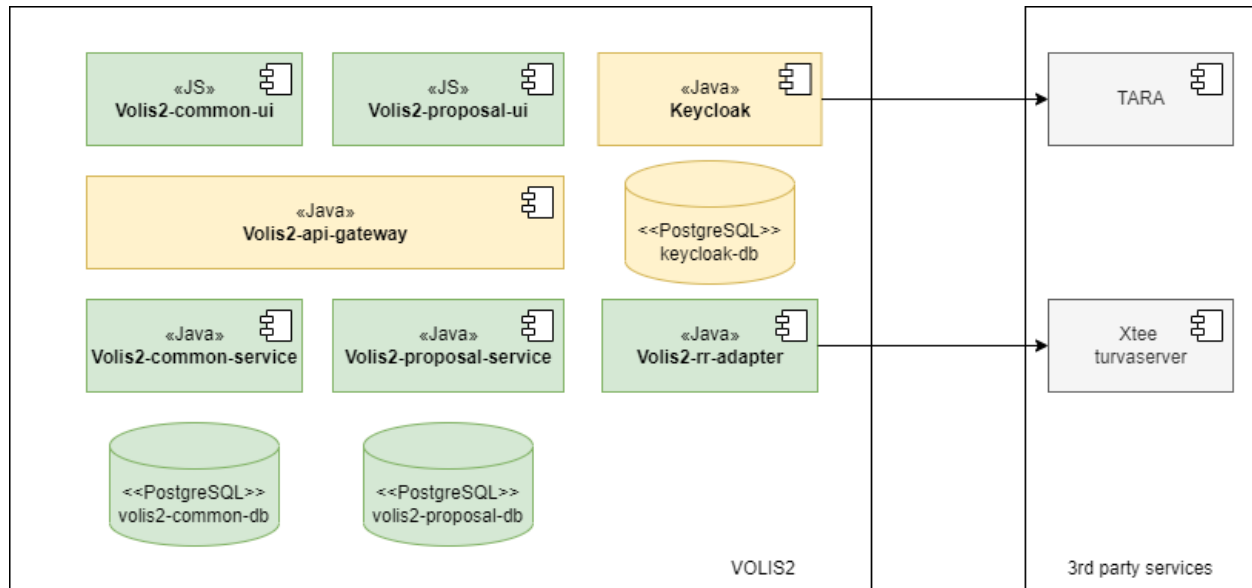 «JS»
Volis2-common-ui
«JS»
Volis2-proposal-ui
«Java»
Keycloak
TARA
«Java»
Volis2-api-gateway
<<PostgreSQL>>
keycloak-db
«Java»
Volis2-common-service
«Java»
Volis2-proposal-service
«Java»
Volis2-rr-adapter
Xtee
turvaserver
<<PostgreSQL>>
volis2-common-db
<<PostgreSQL>>
volis2-proposal-db
VOLIS2
3rd party services